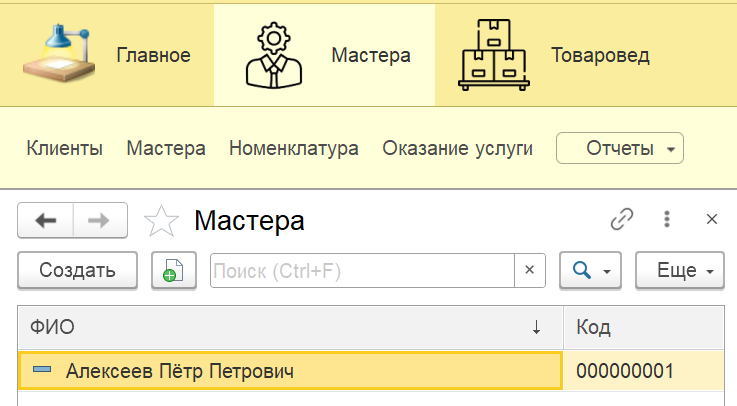 Главное Мастера Товаровед
Клиенты Мастера Номенклатура Оказание услуги Отчеты
Мастера
Создать Поиск (Ctrl+F) Еще
ФИО Код
Алексеев Пётр Петрович 000000001